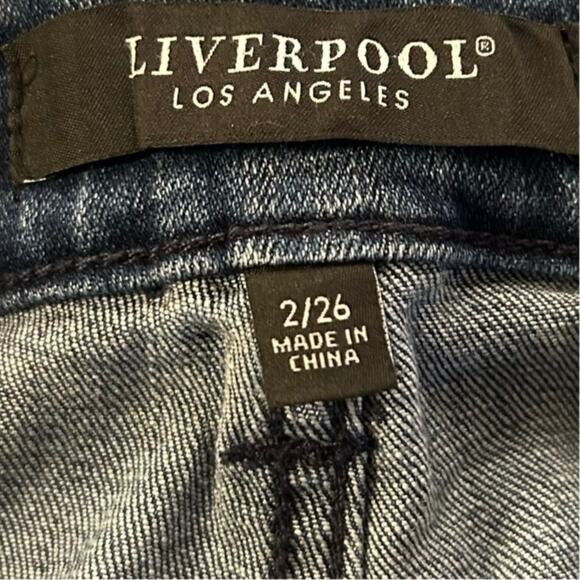 LIVERPOOL®
LOS ANGELES
2/26
MADE IN
CHINA